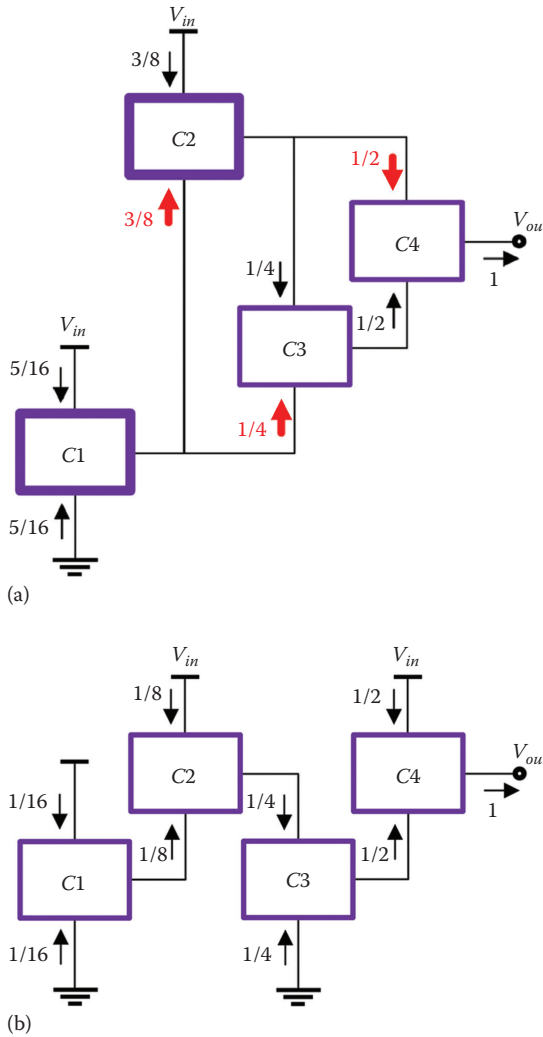 V_in
3/8
C2
1/2
3/8
V_ou
C4
1/4
1
1/2
V_in
C3
5/16
1/4
C1
5/16
(a)
V_in
V_in
1/8
1/2
C2
V_ou
C4
1/16
1/4
1
1/8
1/2
C1
C3
1/16
1/4
(b)